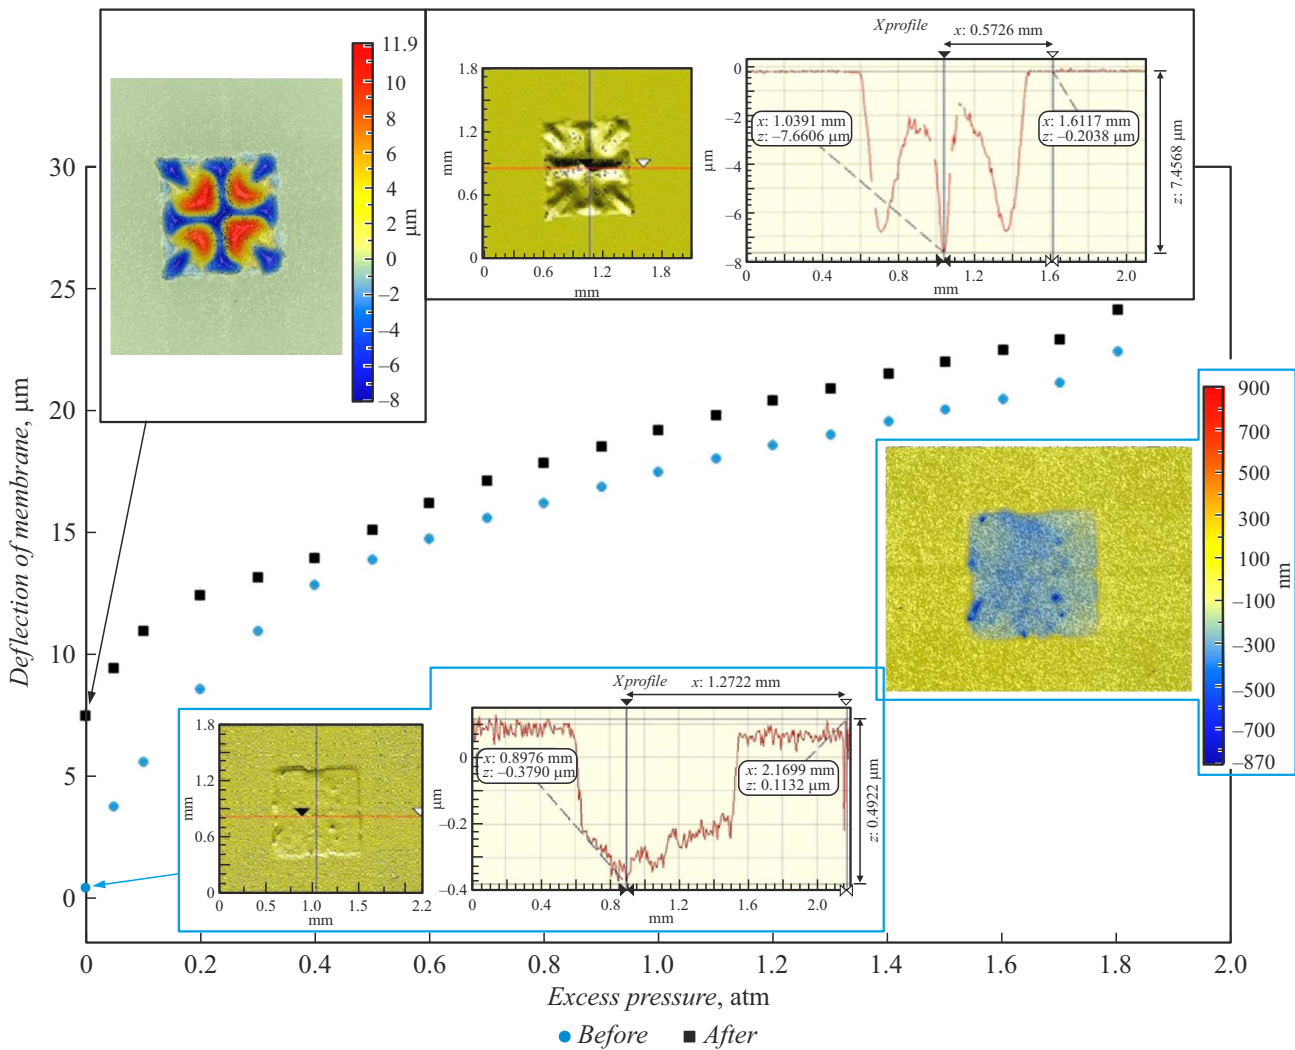 11.9
10
8
6
4
2
0
–2
–4
–6
–8
μm
1.8
1.2
0.6
0
mm
0
0.6
1.2
1.8
mm
Xprofile
x: 0.5726 mm
0
–2
–4
–6
–8
μm
x: 1.0391 mm
z: –7.6606 μm
x: 1.6117 mm
z: –0.2038 μm
z: 7.4568 μm
0
0.4
0.8
1.2
1.6
2.0
mm
30
25
20
15
10
5
0
Deflection of membrane, μm
900
700
500
300
100
–100
–300
–500
–700
–870
nm
1.8
1.2
0.6
0
mm
0
0.5
1.0
1.5
2.2
mm
Xprofile
x: 1.2722 mm
μm
0
–0.2
–0.4
x: 0.8976 mm
z: –0.3790 μm
x: 2.1699 mm
z: 0.1132 μm
z: 0.4922 μm
0
0.4
0.8
1.2
1.6
2.0
mm
0
0.2
0.4
0.6
0.8
1.0
1.2
1.4
1.6
1.8
2.0
Excess pressure, atm
Before
After